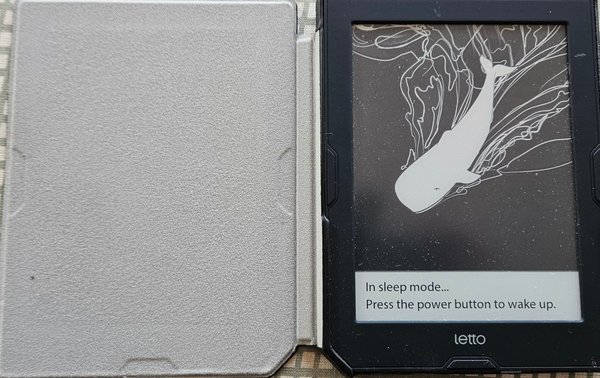 In sleep mode...
Press the power button to wake up.
letto